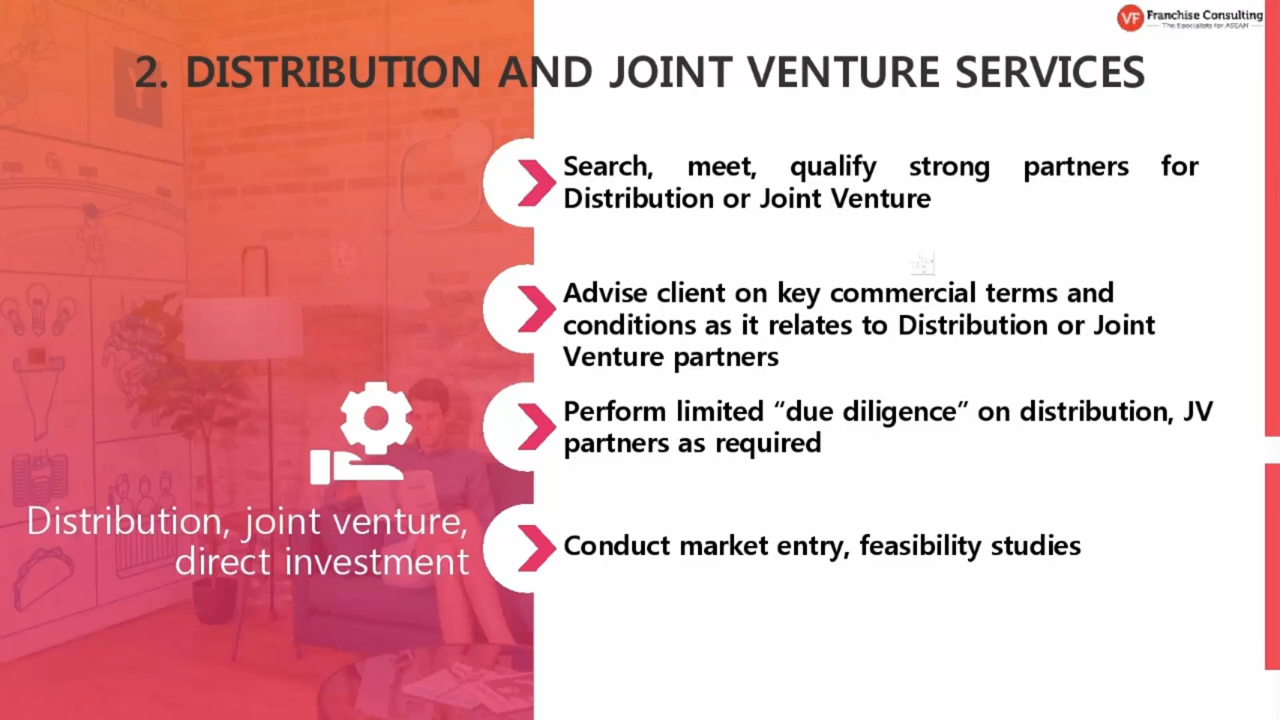 VF Franchise Consulting
The Specialists for ASEAN
2. DISTRIBUTION AND JOINT VENTURE SERVICES
Search, meet, qualify strong partners for
Distribution or Joint Venture
Advise client on key commercial terms and
conditions as it relates to Distribution or Joint
Venture partners
Perform limited “due diligence” on distribution, JV
partners as required
Conduct market entry, feasibility studies
Distribution, joint venture,
direct investment